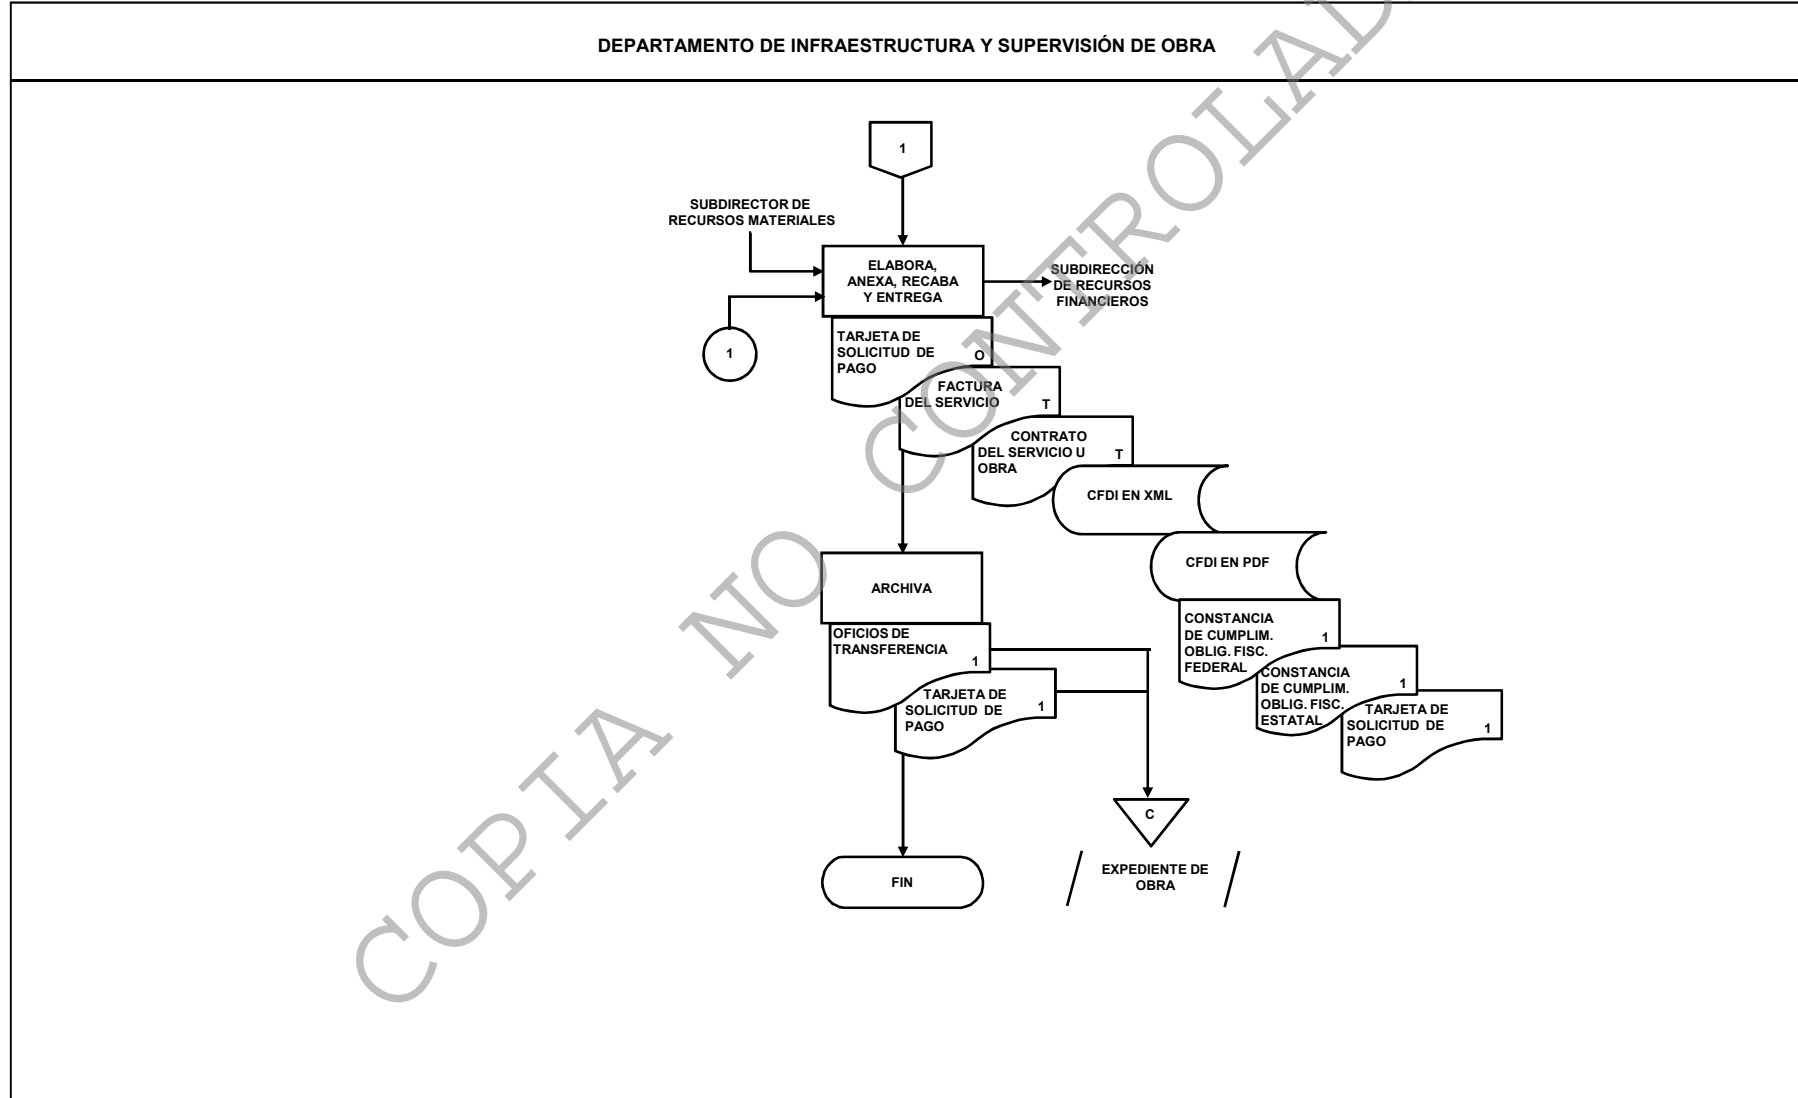 DEPARTAMENTO DE INFRAESTRUCTURA Y SUPERVISIÓN DE OBRA
1
SUBDIRECTOR DE
RECURSOS MATERIALES
ELABORA,
ANEXA, RECABA
Y ENTREGA
SUBDIRECCIÓN
DE RECURSOS
FINANCIEROS
1
TARJETA DE
SOLICITUD DE
PAGO
O
FACTURA
DEL SERVICIO
T
CONTRATO
DEL SERVICIO U
OBRA
T
CFDI EN XML
CFDI EN PDF
CONSTANCIA
DE CUMPLIM.
OBLIG. FISC.
FEDERAL
1
CONSTANCIA
DE CUMPLIM.
OBLIG. FISC.
ESTATAL
1
TARJETA DE
SOLICITUD DE
PAGO
1
ARCHIVA
OFICIOS DE
TRANSFERENCIA
1
TARJETA DE
SOLICITUD DE
PAGO
1
C
EXPEDIENTE DE
OBRA
FIN
COPIA NO CONTROLAD